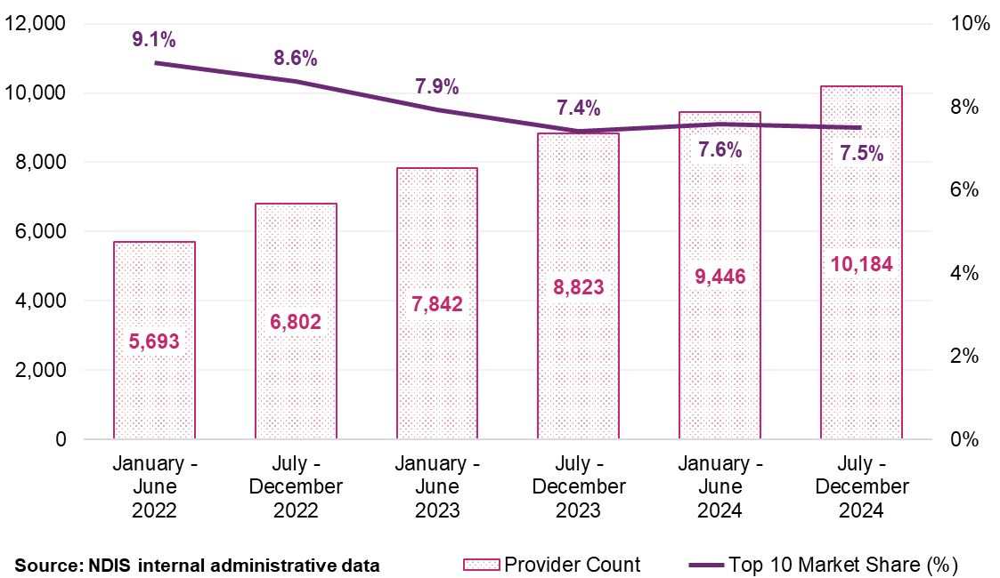 12,000
10,000
8,000
6,000
4,000
2,000
0
10%
8%
6%
4%
2%
0%
9.1%
8.6%
7.9%
7.4%
7.6%
7.5%
5,693
6,802
7,842
8,823
9,446
10,184
January -
June
2022
July -
December
2022
January -
June
2023
July -
December
2023
January -
June
2024
July -
December
2024
Source: NDIS internal administrative data
Provider Count
Top 10 Market Share (%)